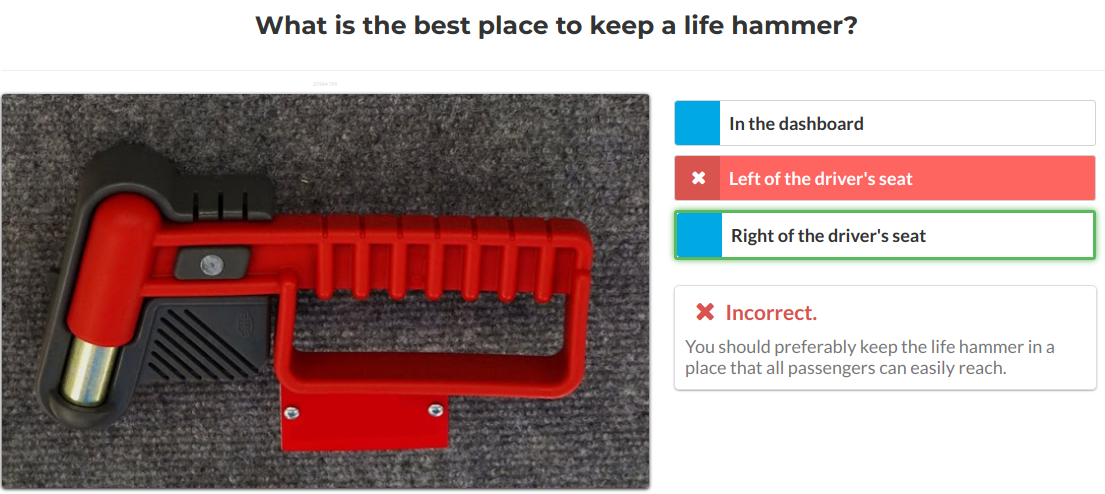 What is the best place to keep a life hammer?
In the dashboard
Left of the driver's seat
Right of the driver's seat
Incorrect.
You should preferably keep the life hammer in a
place that all passengers can easily reach.